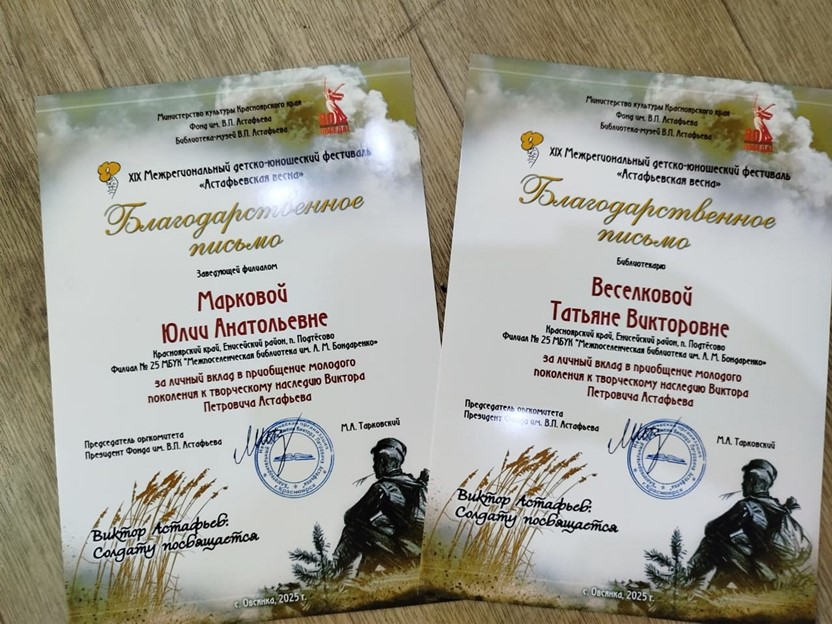 Министерство культуры Красноярского края
Фонд им. В.П. Астафьева
Библиотека-музей В.П. Астафьева
XIX Межрегиональный детско-юношеский фестиваль
«Астафьевская весна»
Благодарственное
письмо
Заведующей филиалом
Марковой
Юлии Анатольевне
Красноярский край, Енисейский район, п. Подтёсово
Филиал № 25 МБУК "Межпоселенческая Библиотека им. Л. М. Бондаренко»
за личный вклад в приобщение молодого
поколения к творческому наследию Виктора
Петровича Астафьева
Председатель оргкомитета
Президент Фонда им. В.П. Астафьева
М.А. Тарковский
Виктор Астафьев:
Солдату посвящается
с. Овсянка, 2025 г.
Министерство культуры Красноярского края
Фонд им. В.П. Астафьева
Библиотека-музей В.П. Астафьева
XIX Межрегиональный детско-юношеский фестиваль
«Астафьевская весна»
Благодарственное
письмо
Библиотекарю
Веселковой
Татьяне Викторовне
Красноярский край, Енисейский район, п. Подтёсово
Филиал № 25 МБУК "Межпоселенческая Библиотека им. Л. М. Бондаренко»
за личный вклад в приобщение молодого
поколения к творческому наследию Виктора
Петровича Астафьева
Председатель оргкомитета
Президент Фонда им. В.П. Астафьева
М.А. Тарковский
Виктор Астафьев:
Солдату посвящается
с. Овсянка, 2025 г.